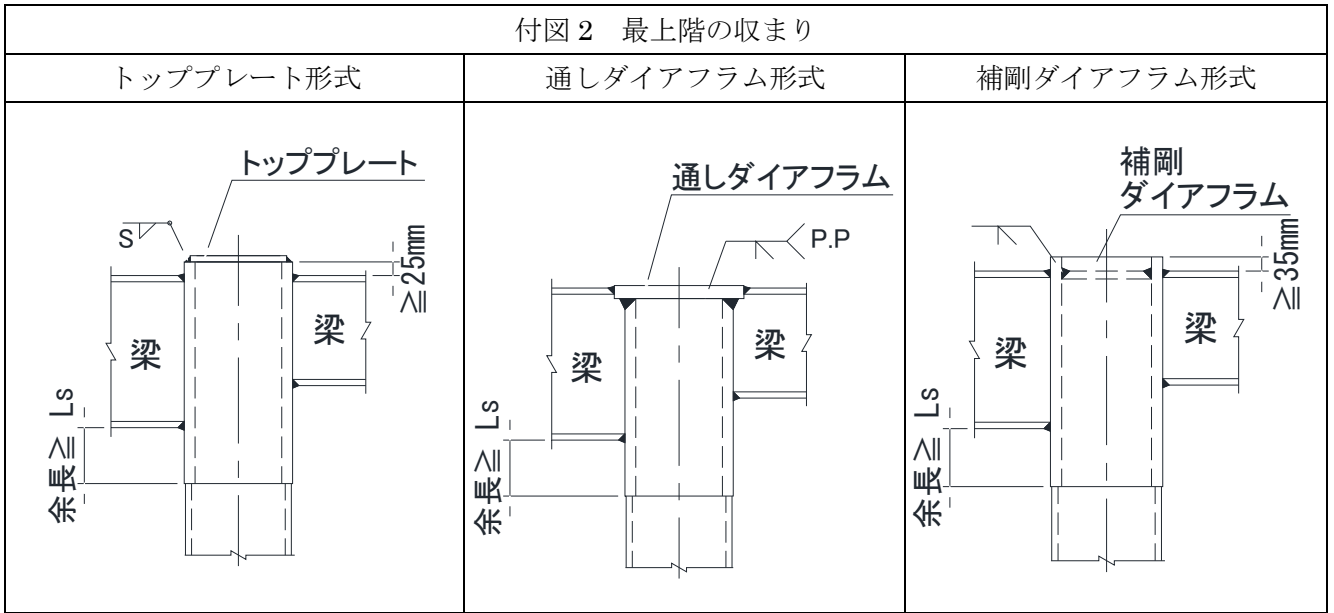 付図 2　最上階の収まり
トッププレート形式
通しダイアフラム形式
補剛ダイアフラム形式
トッププレート
S
≧25mm
梁
梁
余長≧ Ls
通しダイアフラム
P.P
梁
梁
余長≧ Ls
補剛
ダイアフラム
≧35mm
梁
梁
余長≧ Ls